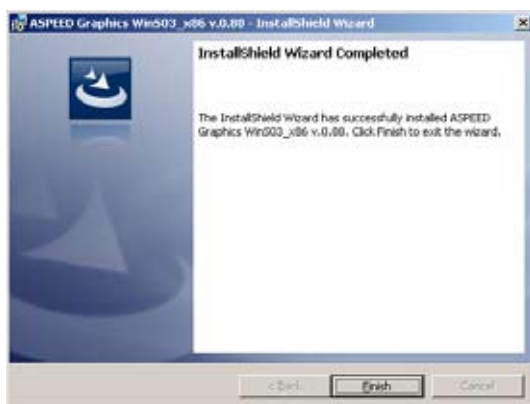 ASPEED Graphics WinS03_x86 v.0.80 - InstallShield Wizard
InstallShield Wizard Completed
The InstallShield Wizard has successfully installed ASPEED
Graphics WinS03_x86 v.0.80. Click Finish to exit the wizard.
< Back
Finish
Cancel